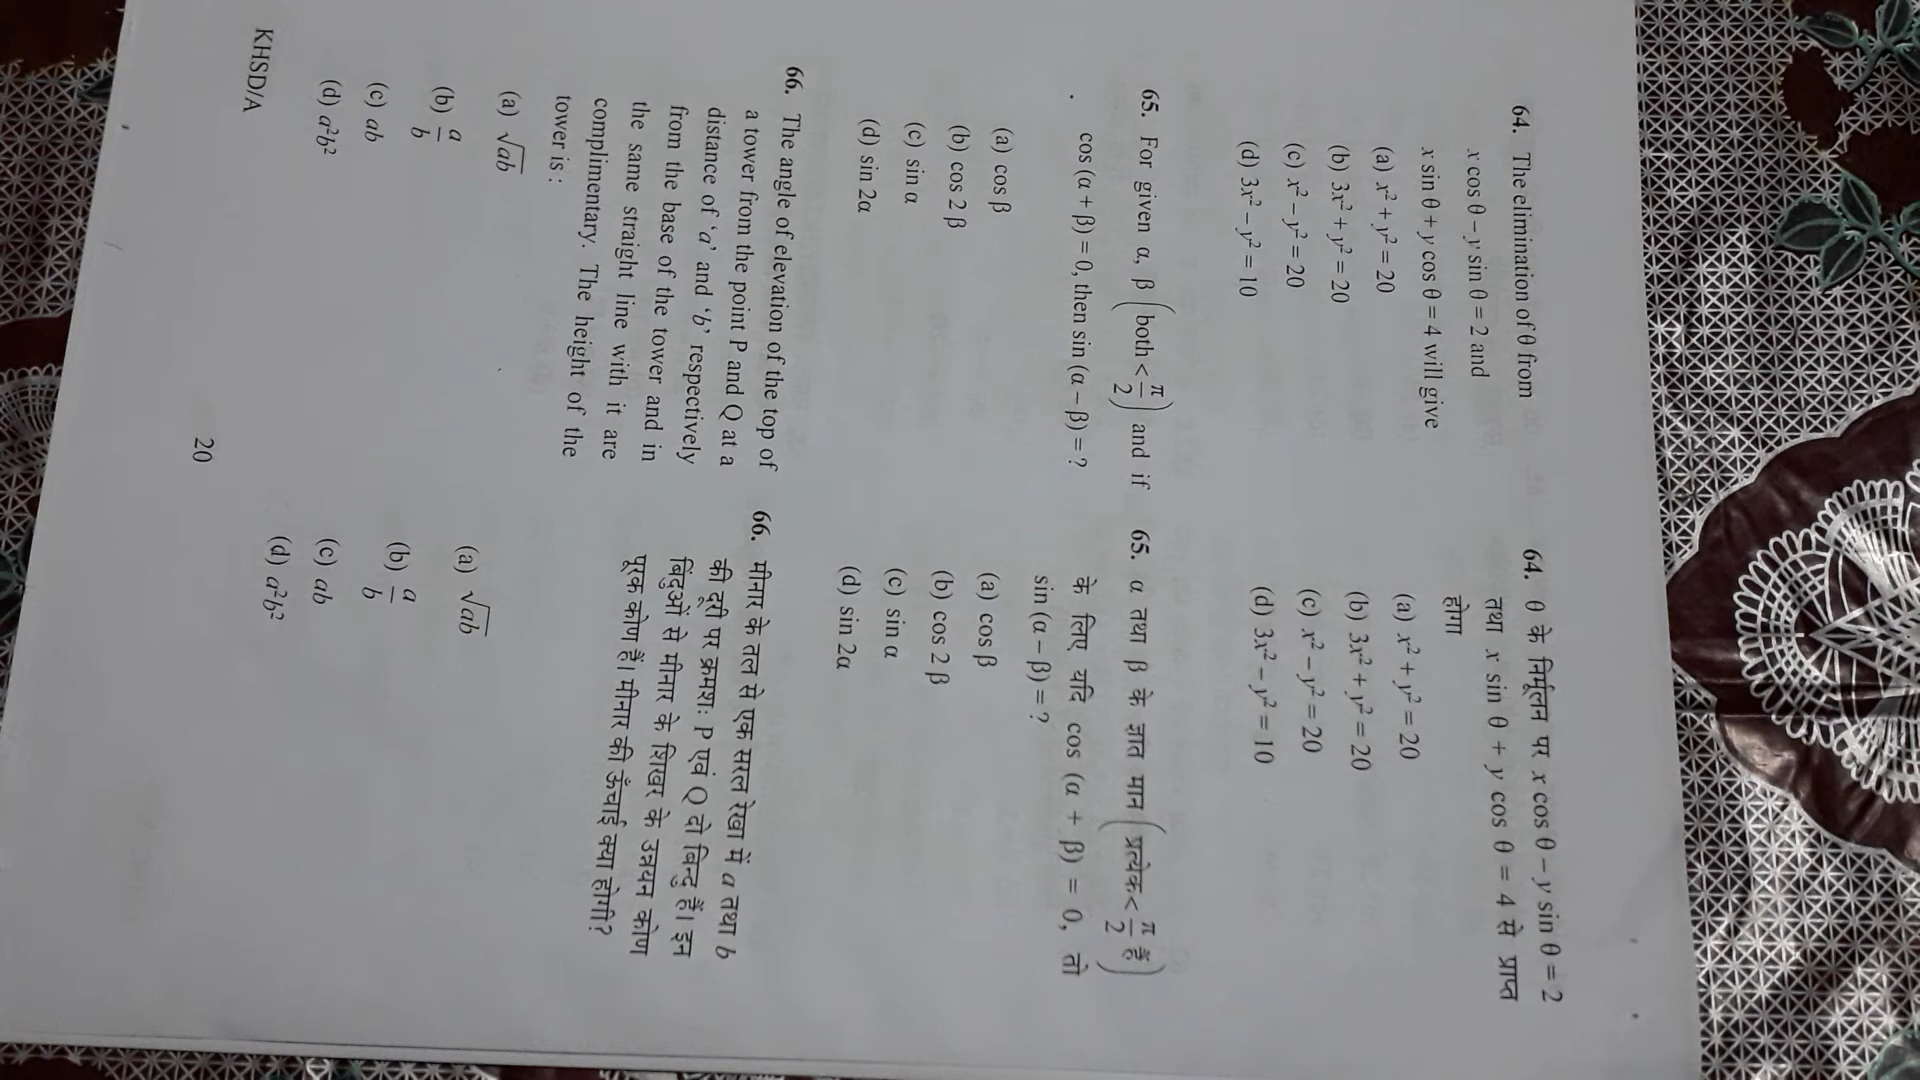 64. The elimination of θ from
x cos θ – y sin θ = 2 and
x sin θ + y cos θ = 4 will give
(a) x² + y² = 20
(b) 3x² + y² = 20
(c) x² – y² = 20
(d) 3x² – y² = 10
65. For given α, β (both < π/2) and if
cos (α + β) = 0, then sin (α – β) = ?
(a) cos β
(b) cos 2 β
(c) sin α
(d) sin 2α
66. The angle of elevation of the top of
a tower from the point P and Q at a
distance of ‘a’ and ‘b’ respectively
from the base of the tower and in
the same straight line with it are
complimentary. The height of the
tower is :
(a) √ab
(b) a/b
(c) ab
(d) a²b²
KHSD/A
64. θ के निर्मूलन पर x cos θ – y sin θ = 2
तथा x sin θ + y cos θ = 4 से प्राप्त
होगा
(a) x² + y² = 20
(b) 3x² + y² = 20
(c) x² – y² = 20
(d) 3x² – y² = 10
65. α तथा β के ज्ञात मान (प्रत्येक < π/2 हैं)
के लिए यदि cos (α + β) = 0, तो
sin (α – β) = ?
(a) cos β
(b) cos 2 β
(c) sin α
(d) sin 2α
66. मीनार के तल से एक सरल रेखा में a तथा b
की दूरी पर क्रमशः P एवं Q दो बिन्दु हैं। इन
बिंदुओं से मीनार के शिखर के उन्नयन कोण
पूरक कोण हैं। मीनार की ऊँचाई क्या होगी?
(a) √ab
(b) a/b
(c) ab
(d) a²b²
20